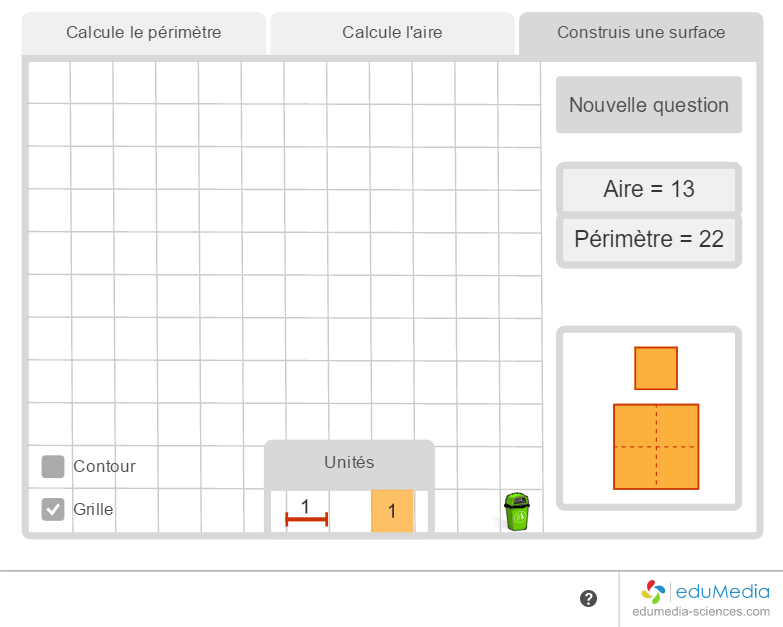 Calcule le périmètre
Calcule l'aire
Construis une surface
Nouvelle question
Aire = 13
Périmètre = 22
Contour
Grille
Unités
1
1
?
eduMedia
edumedia-sciences.com